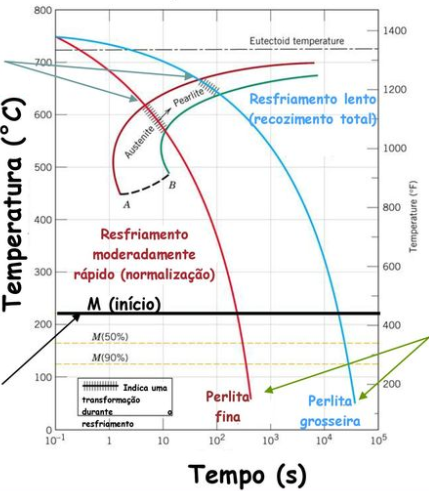 800
700
600
500
400
300
200
100
0
1400
1200
1000
800
600
400
200
Temperatura (°C)
Temperature (°F)
Eutectoid temperature
Resfriamento lento
(recozimento total)
Austenite
Pearlite
A
B
Resfriamento
moderadamente
rápido (normalização)
M (início)
M(50%)
M(90%)
Indica uma
transformação
durante o
resfriamento
Perlita
fina
Perlita
grosseira
10⁻¹
1
10
10²
10³
10⁴
10⁵
Tempo (s)